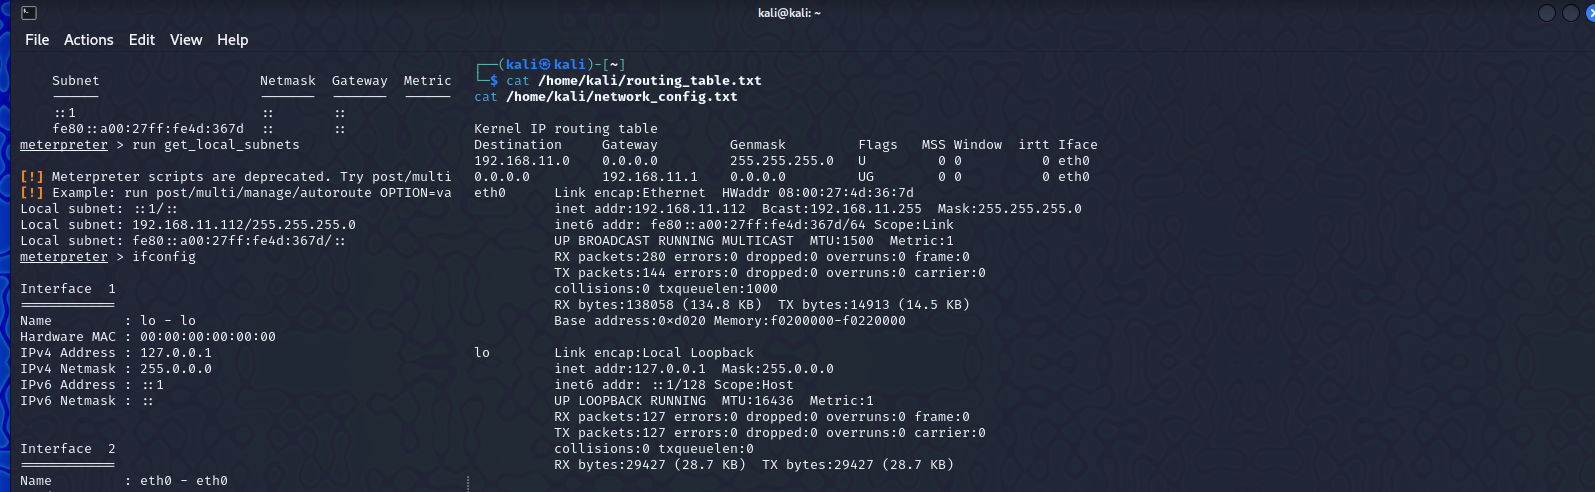 kali@kali: ~
File Actions Edit View Help
Subnet Netmask Gateway Metric
------ ------- ------- ------
::1 :: ::
fe80::a00:27ff:fe4d:367d :: ::
meterpreter > run get_local_subnets
[!] Meterpreter scripts are deprecated. Try post/multi
[!] Example: run post/multi/manage/autoroute OPTION=va
Local subnet: ::1/::
Local subnet: 192.168.11.112/255.255.255.0
Local subnet: fe80::a00:27ff:fe4d:367d/::
meterpreter > ifconfig
Interface 1
============
Name : lo - lo
Hardware MAC : 00:00:00:00:00:00
IPv4 Address : 127.0.0.1
IPv4 Netmask : 255.0.0.0
IPv6 Address : ::1
IPv6 Netmask : ::
Interface 2
============
Name : eth0 - eth0
┌──(kali㉿kali)-[~]
└─$ cat /home/kali/routing_table.txt
cat /home/kali/network_config.txt
Kernel IP routing table
Destination Gateway Genmask Flags MSS Window irtt Iface
192.168.11.0 0.0.0.0 255.255.255.0 U 0 0 0 eth0
0.0.0.0 192.168.11.1 0.0.0.0 UG 0 0 0 eth0
eth0 Link encap:Ethernet HWaddr 08:00:27:4d:36:7d
inet addr:192.168.11.112 Bcast:192.168.11.255 Mask:255.255.255.0
inet6 addr: fe80::a00:27ff:fe4d:367d/64 Scope:Link
UP BROADCAST RUNNING MULTICAST MTU:1500 Metric:1
RX packets:280 errors:0 dropped:0 overruns:0 frame:0
TX packets:144 errors:0 dropped:0 overruns:0 carrier:0
collisions:0 txqueuelen:1000
RX bytes:138058 (134.8 KB) TX bytes:14913 (14.5 KB)
Base address:0xd020 Memory:f0200000-f0220000
lo Link encap:Local Loopback
inet addr:127.0.0.1 Mask:255.0.0.0
inet6 addr: ::1/128 Scope:Host
UP LOOPBACK RUNNING MTU:16436 Metric:1
RX packets:127 errors:0 dropped:0 overruns:0 frame:0
TX packets:127 errors:0 dropped:0 overruns:0 carrier:0
collisions:0 txqueuelen:0
RX bytes:29427 (28.7 KB) TX bytes:29427 (28.7 KB)